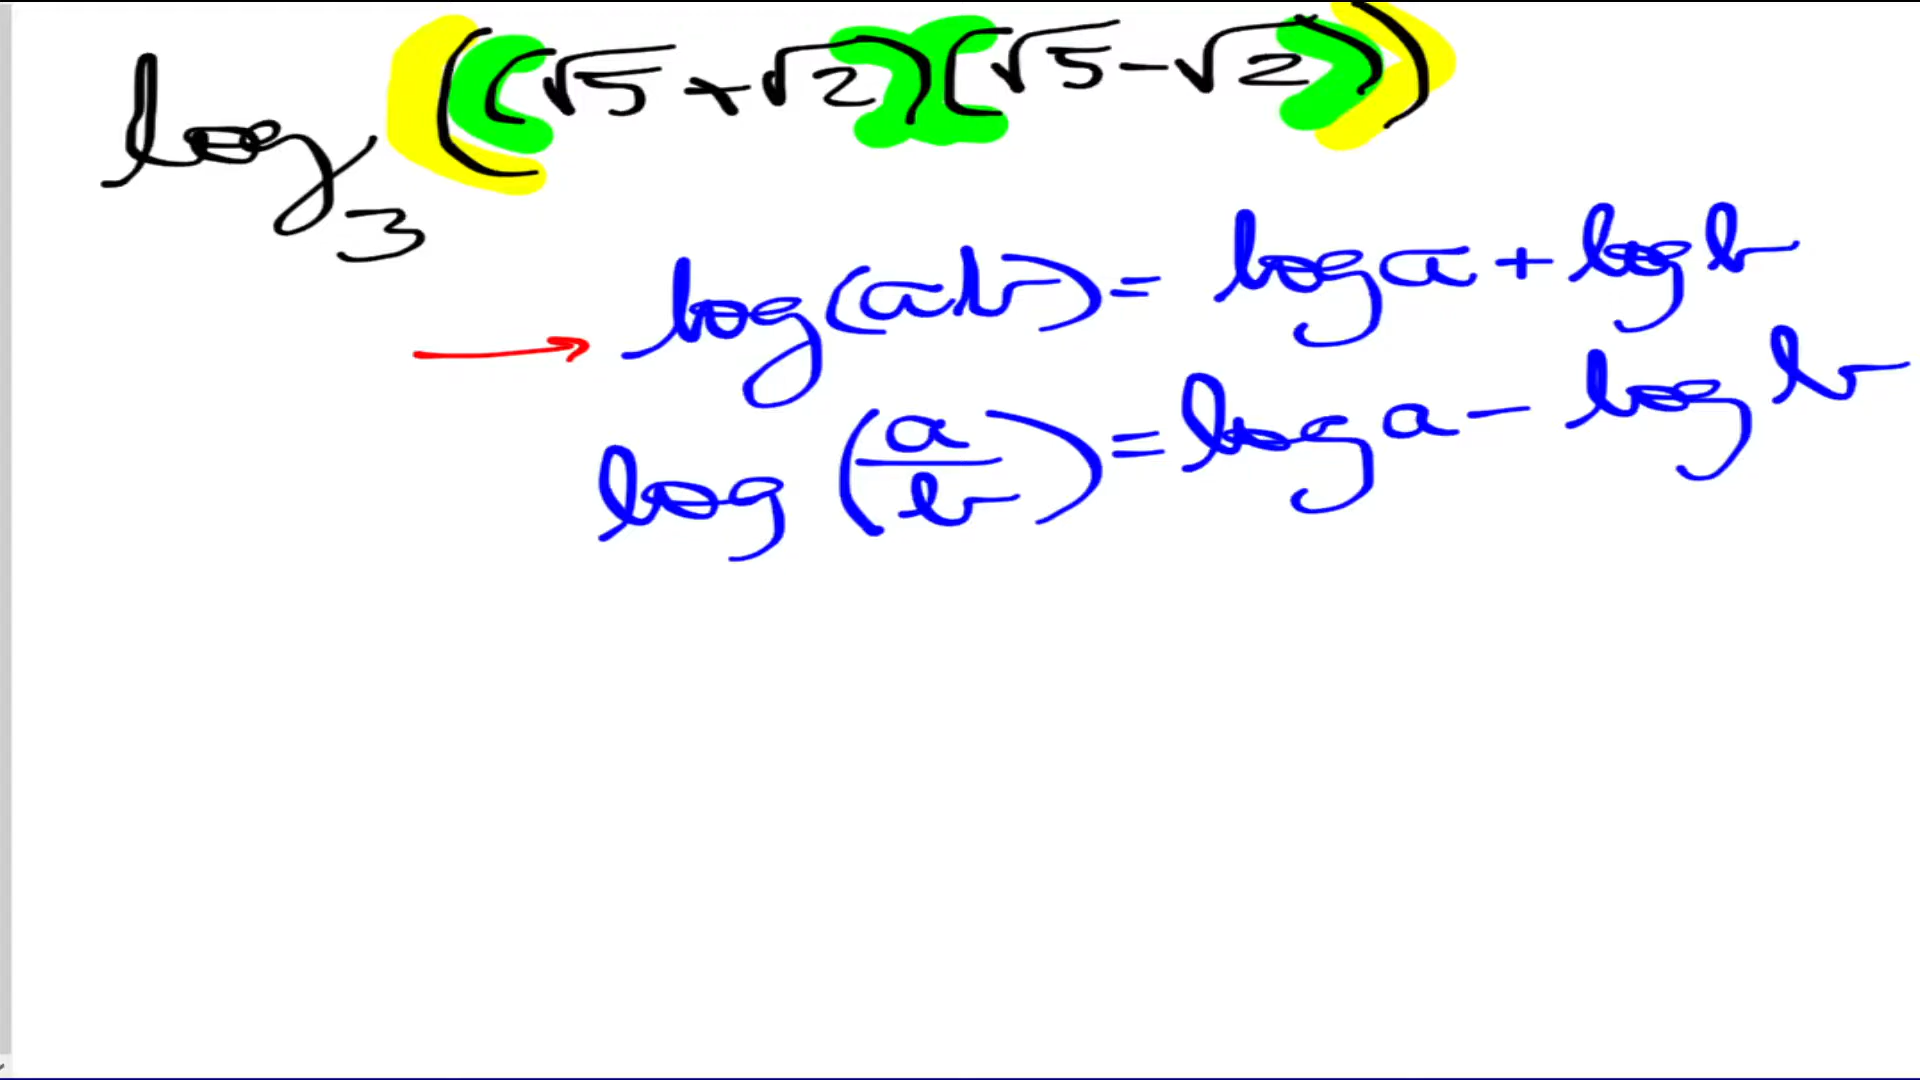 log₃((√5+√2)(√5-√2))
log(ab) = log a + log b
log(a/b) = log a - log b